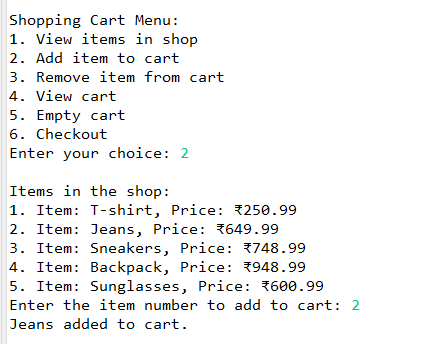 Shopping Cart Menu:
1. View items in shop
2. Add item to cart
3. Remove item from cart
4. View cart
5. Empty cart
6. Checkout
Enter your choice: 2
Items in the shop:
1. Item: T-shirt, Price: ₹250.99
2. Item: Jeans, Price: ₹649.99
3. Item: Sneakers, Price: ₹748.99
4. Item: Backpack, Price: ₹948.99
5. Item: Sunglasses, Price: ₹600.99
Enter the item number to add to cart: 2
Jeans added to cart.